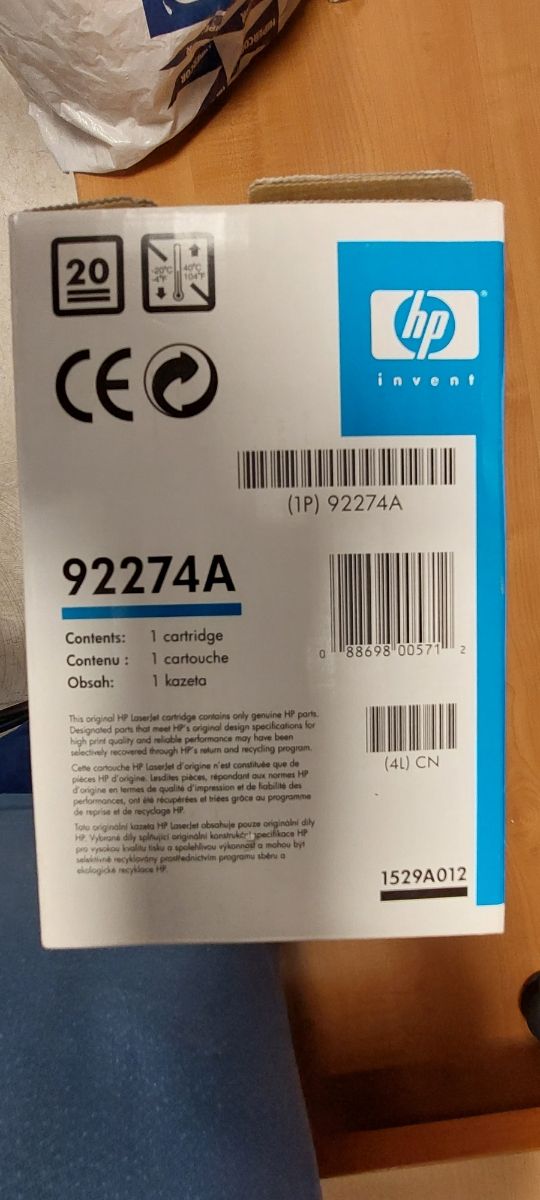 HIPERCOR
HIPERCOR
20
-20°C
-4°F
40°C
104°F
CE
hp
®
invent
(1P) 92274A
92274A
0 88698 00571 2
Contents: 1 cartridge
Contenu : 1 cartouche
Obsah: 1 kazeta
(4L) CN
This original HP LaserJet cartridge contains only genuine HP parts.
Designated parts that meet HP's original design specifications for
high print quality and reliable performance may have been
selectively recovered through HP's return and recycling program.
Cette cartouche HP LaserJet d'origine n'est constituée que de
pièces HP d'origine. Lesdites pièces, répondant aux normes HP
d'origine en termes de qualité d'impression et de fiabilité des
performances, ont été récupérées et triées grâce au programme
de reprise et de recyclage HP.
Tato originální kazeta HP LaserJet obsahuje pouze originální díly
HP. Vybrané díly splňující originální konstrukční specifikace HP
pro vysokou kvalitu tisku a spolehlivou výkonnost a mohou být
selektivně recyklovány prostřednictvím programu sběru a
ekologické recyklace HP.
1529A012